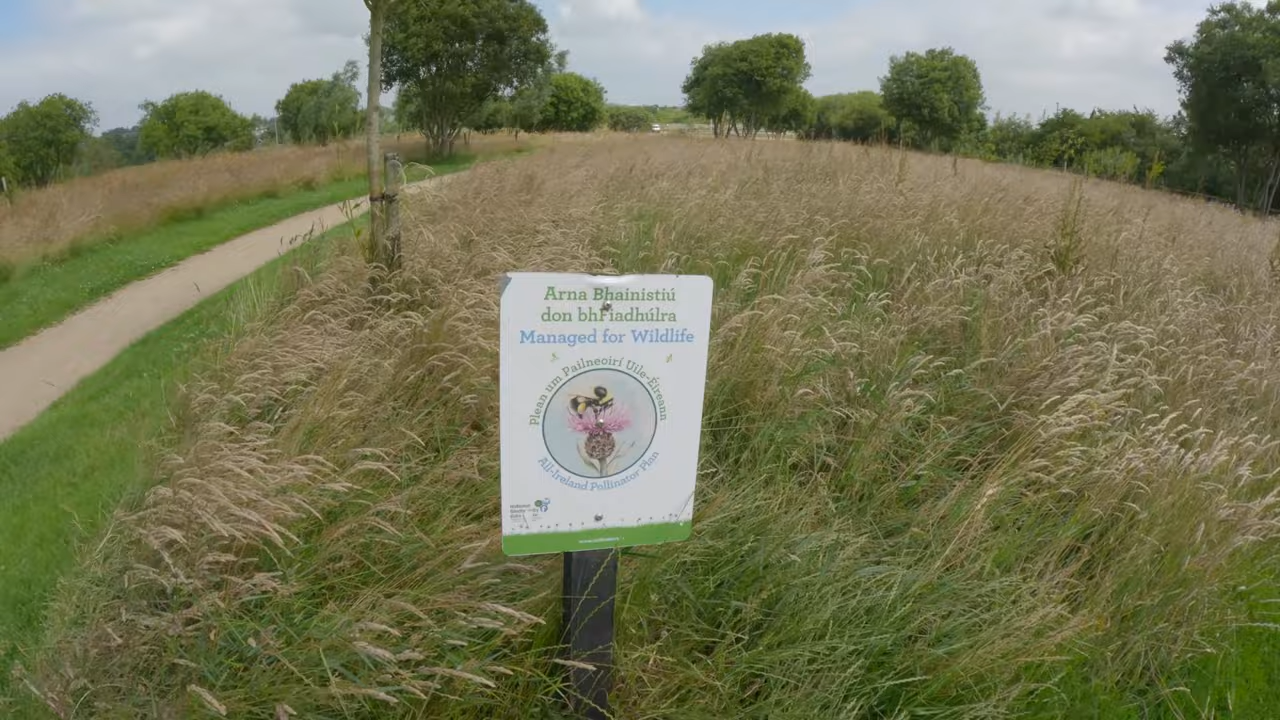 Arna Bhainistiú
don bhFiadhúlra
Managed for Wildlife
Plean um Pailneoirí Uile-Éireann
All-Ireland Pollinator Plan